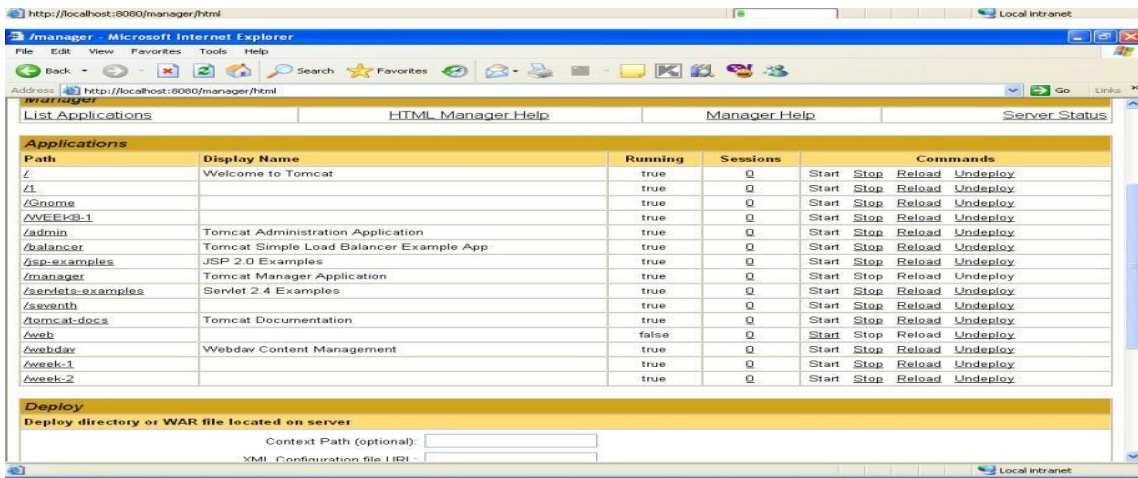 http://localhost:8080/manager/html Local intranet
/manager - Microsoft Internet Explorer
File Edit View Favorites Tools Help
Back Search Favorites
Address http://localhost:8080/manager/html Go Links »
Manager
List Applications HTML Manager Help Manager Help Server Status
Applications
Path Display Name Running Sessions Commands
/ Welcome to Tomcat true 0 Start Stop Reload Undeploy
/1 true 0 Start Stop Reload Undeploy
/Gnome true 0 Start Stop Reload Undeploy
/WEEK8-1 true 0 Start Stop Reload Undeploy
/admin Tomcat Administration Application true 0 Start Stop Reload Undeploy
/balancer Tomcat Simple Load Balancer Example App true 0 Start Stop Reload Undeploy
/jsp-examples JSP 2.0 Examples true 0 Start Stop Reload Undeploy
/manager Tomcat Manager Application true 0 Start Stop Reload Undeploy
/servlets-examples Servlet 2.4 Examples true 0 Start Stop Reload Undeploy
/seventh true 0 Start Stop Reload Undeploy
/tomcat-docs Tomcat Documentation true 0 Start Stop Reload Undeploy
/web false 0 Start Stop Reload Undeploy
/webdav Webdav Content Management true 0 Start Stop Reload Undeploy
/week-1 true 0 Start Stop Reload Undeploy
/week-2 true 0 Start Stop Reload Undeploy
Deploy
Deploy directory or WAR file located on server
Context Path (optional):
XML Configuration file URL:
Local intranet